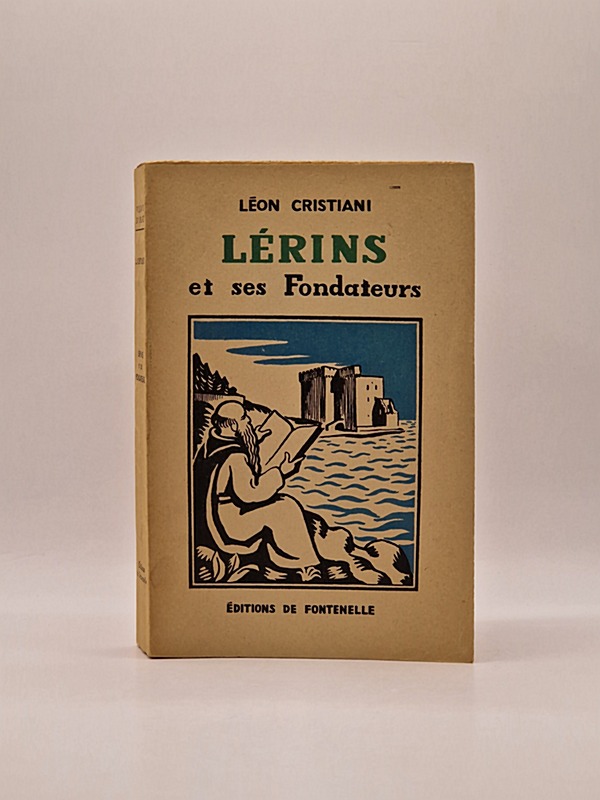 LÉON CRISTIANI
LÉRINS
et ses Fondateurs
ÉDITIONS DE FONTENELLE